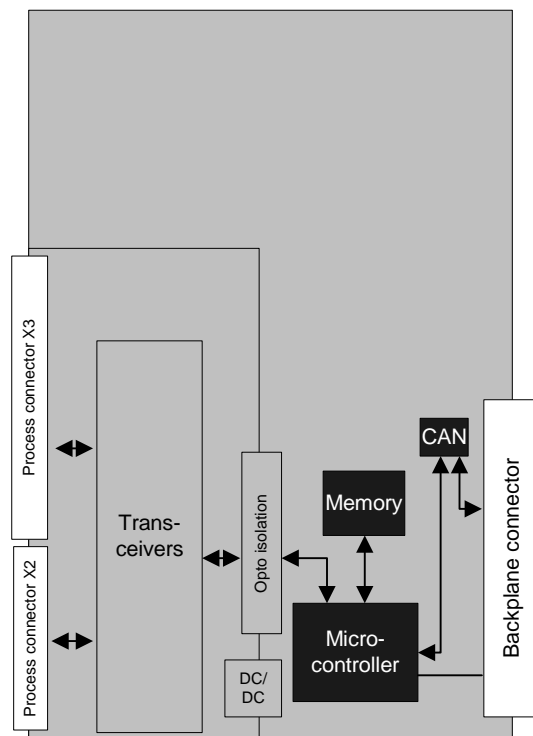 Process connector X3
Process connector X2
Trans-
ceivers
Opto isolation
DC/
DC
Memory
Micro-
controller
CAN
Backplane connector